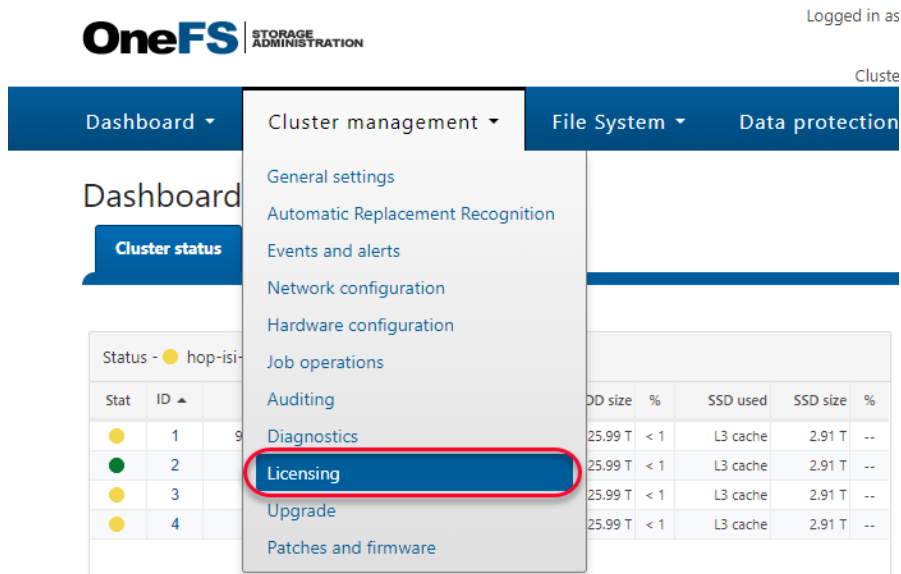 Logged in as
OneFS STORAGE ADMINISTRATION
Cluste
Dashboard Cluster management File System Data protection
Dashboard
General settings
Automatic Replacement Recognition
Cluster status
Events and alerts
Network configuration
Hardware configuration
Status - hop-isi-
Job operations
Stat ID Auditing DD size % SSD used SSD size %
1 9 Diagnostics 25.99 T < 1 L3 cache 2.91 T --
2 Licensing 25.99 T < 1 L3 cache 2.91 T --
3 25.99 T < 1 L3 cache 2.91 T --
Upgrade
4 25.99 T < 1 L3 cache 2.91 T --
Patches and firmware